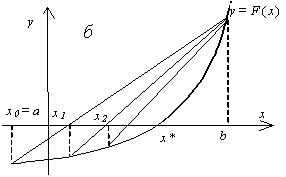 y
б
y = F(x)
x₀ = a
x₁
x₂
x
x*
b